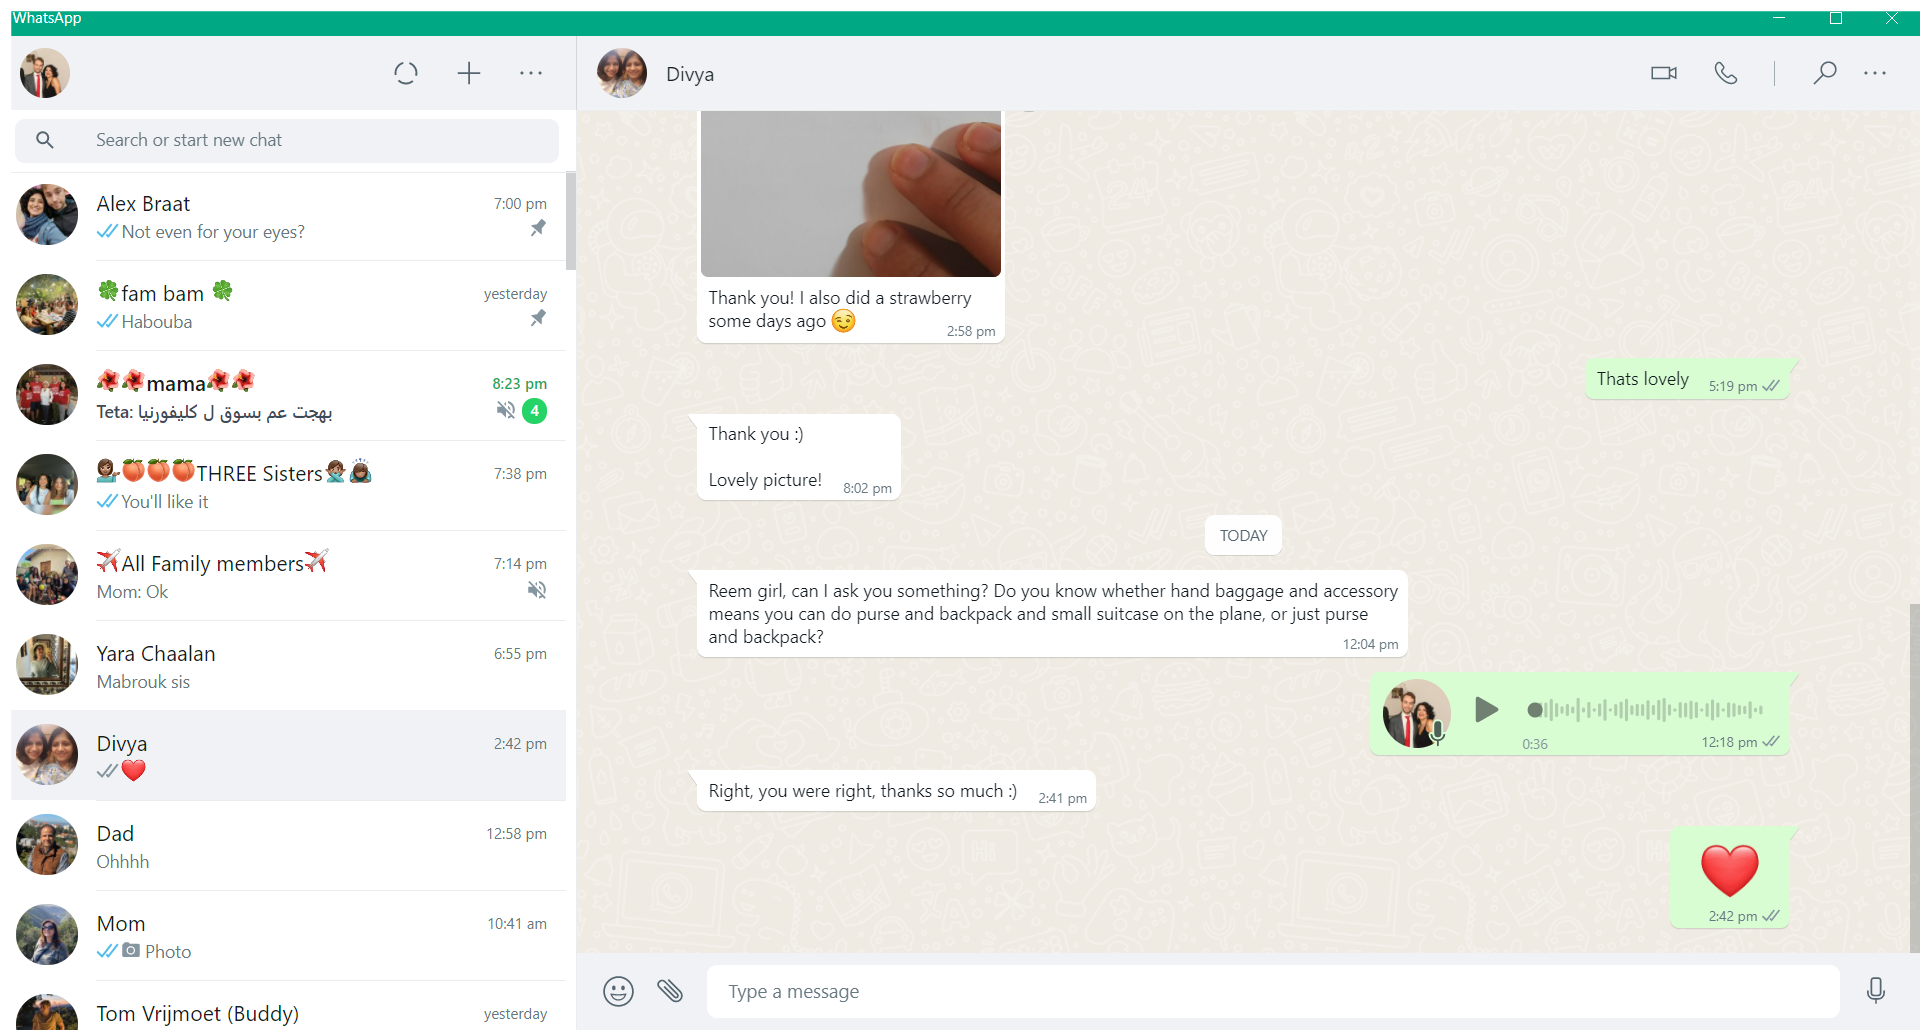 WhatsApp
Search or start new chat
Alex Braat
7:00 pm
Not even for your eyes?
🍀fam bam 🍀
yesterday
Habouba
🌺🌺mama🌺🌺
8:23 pm
Teta: بهجت عم بسوق ل كليفورنيا
4
💁🏽‍♀️🍑🍑🍑THREE Sisters🙅🏽‍♂️🙇🏾‍♀️
7:38 pm
You'll like it
✈️All Family members✈️
7:14 pm
Mom: Ok
Yara Chaalan
6:55 pm
Mabrouk sis
Divya
2:42 pm
❤️
Dad
12:58 pm
Ohhhh
Mom
10:41 am
Photo
Tom Vrijmoet (Buddy)
yesterday
Divya
Thank you! I also did a strawberry
some days ago 😉
2:58 pm
Thats lovely
5:19 pm
Thank you :)
Lovely picture!
8:02 pm
TODAY
Reem girl, can I ask you something? Do you know whether hand baggage and accessory
means you can do purse and backpack and small suitcase on the plane, or just purse
and backpack?
12:04 pm
0:36
12:18 pm
Right, you were right, thanks so much :)
2:41 pm
❤️
2:42 pm
Type a message